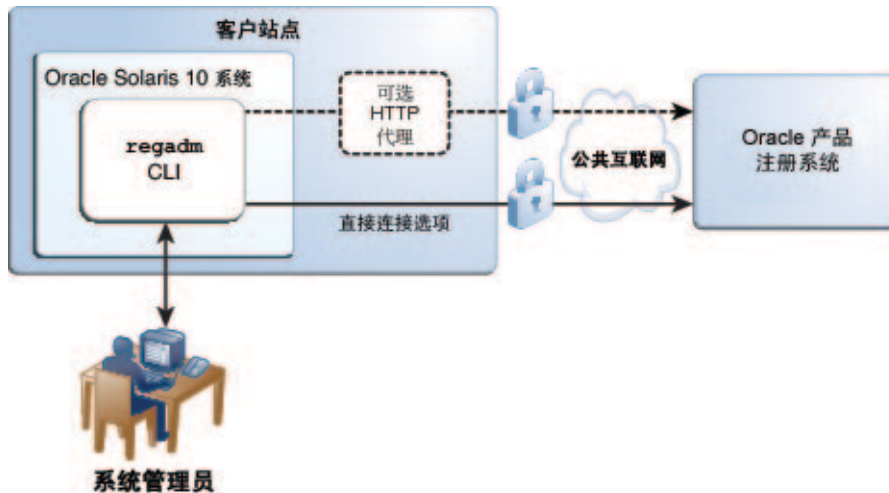 客户站点
Oracle Solaris 10 系统
regadm
CLI
可选
HTTP
代理
公共互联网
直接连接选项
Oracle 产品
注册系统
系统管理员